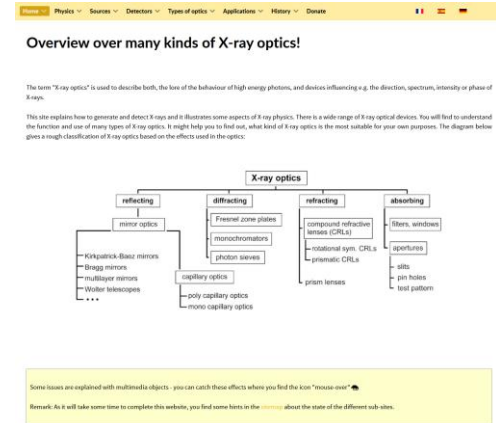 Home Physics Sources Detectors Types of optics Applications History Donate
Overview over many kinds of X-ray optics!
The term "X-ray optics" is used to describe both, the lore of the behaviour of high energy photons, and devices influencing e.g. the direction, spectrum, intensity or phase of
X-rays.
This site explains how to generate and detect X-rays and it illustrates some aspects of X-ray physics. There is a wide range of X-ray optical devices. You will find to understand
the function and use of many types of X-ray optics. It might help you to find out, what kind of X-ray optics is the most suitable for your own purposes. The diagram below
gives a rough classification of X-ray optics based on the effects used in the optics:
X-ray optics
reflecting
mirror optics
Kirkpatrick-Baez mirrors
Bragg mirrors
multilayer mirrors
Wolter telescopes
• • •
capillary optics
poly capillary optics
mono capillary optics
diffracting
Fresnel zone plates
monochromators
photon sieves
refracting
compound refractive
lenses (CRLs)
rotational sym. CRLs
prismatic CRLs
prism lenses
absorbing
filters, windows
apertures
slits
pin holes
test pattern
Some issues are explained with multimedia objects - you can catch these effects where you find the icon "mouse-over"
Remark: As it will take some time to complete this website, you find some hints in the sitemap about the state of the different sub-sites.